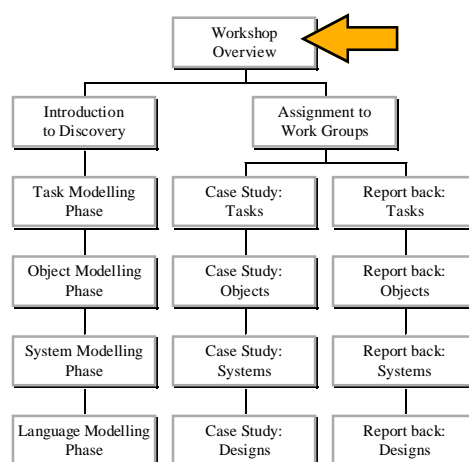 Workshop
Overview
Introduction
to Discovery
Assignment to
Work Groups
Task Modelling
Phase
Case Study:
Tasks
Report back:
Tasks
Object Modelling
Phase
Case Study:
Objects
Report back:
Objects
System Modelling
Phase
Case Study:
Systems
Report back:
Systems
Language Modelling
Phase
Case Study:
Designs
Report back:
Designs